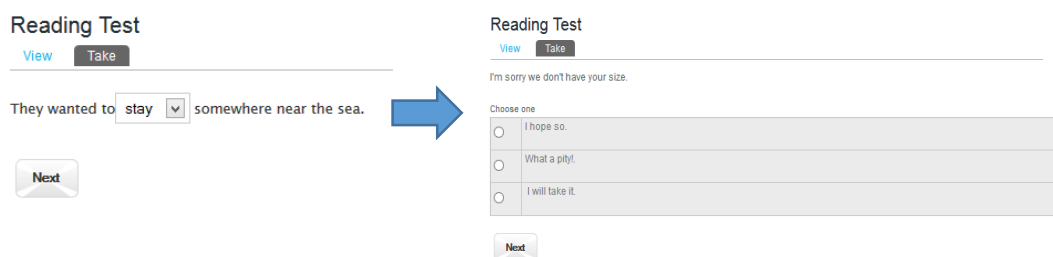 Reading Test
View Take
They wanted to stay somewhere near the sea.
Next
Reading Test
View Take
I'm sorry we don't have your size.
Choose one
I hope so.
What a pity!.
I will take it.
Next